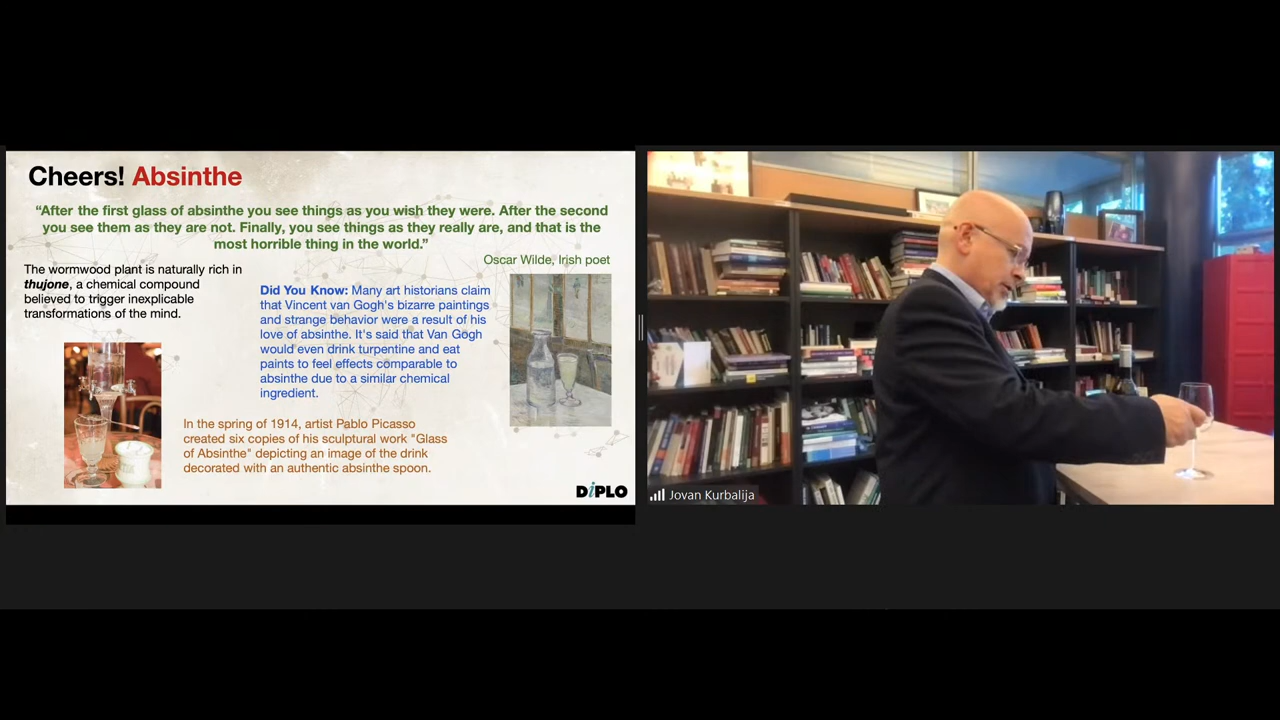 Cheers! Absinthe
“After the first glass of absinthe you see things as you wish they were. After the second
you see them as they are not. Finally, you see things as they really are, and that is the
most horrible thing in the world.”
Oscar Wilde, Irish poet
The wormwood plant is naturally rich in
thujone, a chemical compound
believed to trigger inexplicable
transformations of the mind.
Did You Know: Many art historians claim
that Vincent van Gogh's bizarre paintings
and strange behavior were a result of his
love of absinthe. It's said that Van Gogh
would even drink turpentine and eat
paints to feel effects comparable to
absinthe due to a similar chemical
ingredient.
In the spring of 1914, artist Pablo Picasso
created six copies of his sculptural work "Glass
of Absinthe" depicting an image of the drink
decorated with an authentic absinthe spoon.
DiPLO
Jovan Kurbalija